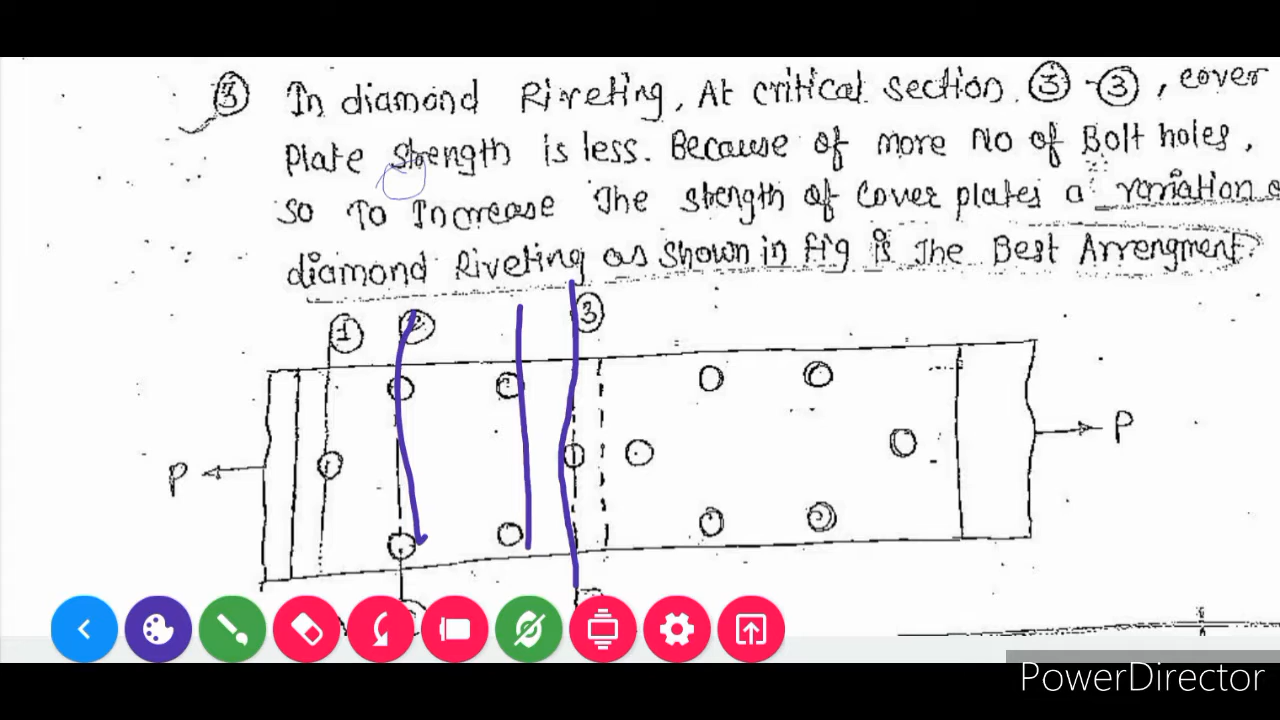 ③ In diamond Riveting, At critical section ③-③, cover
plate strength is less. Because of more No of Bolt holes,
so To Increase The strength of cover plates a variation o
diamond Riveting as shown in fig is The Best Arrengment
① ② ③
P P
PowerDirector